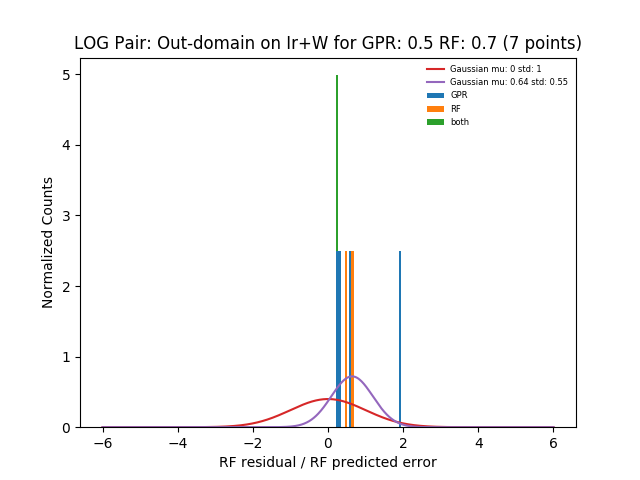 LOG Pair: Out-domain on Ir+W for GPR: 0.5 RF: 0.7 (7 points)
Gaussian mu: 0 std: 1
Gaussian mu: 0.64 std: 0.55
GPR
RF
both
Normalized Counts
5
4
3
2
1
0
−6 −4 −2 0 2 4 6
RF residual / RF predicted error